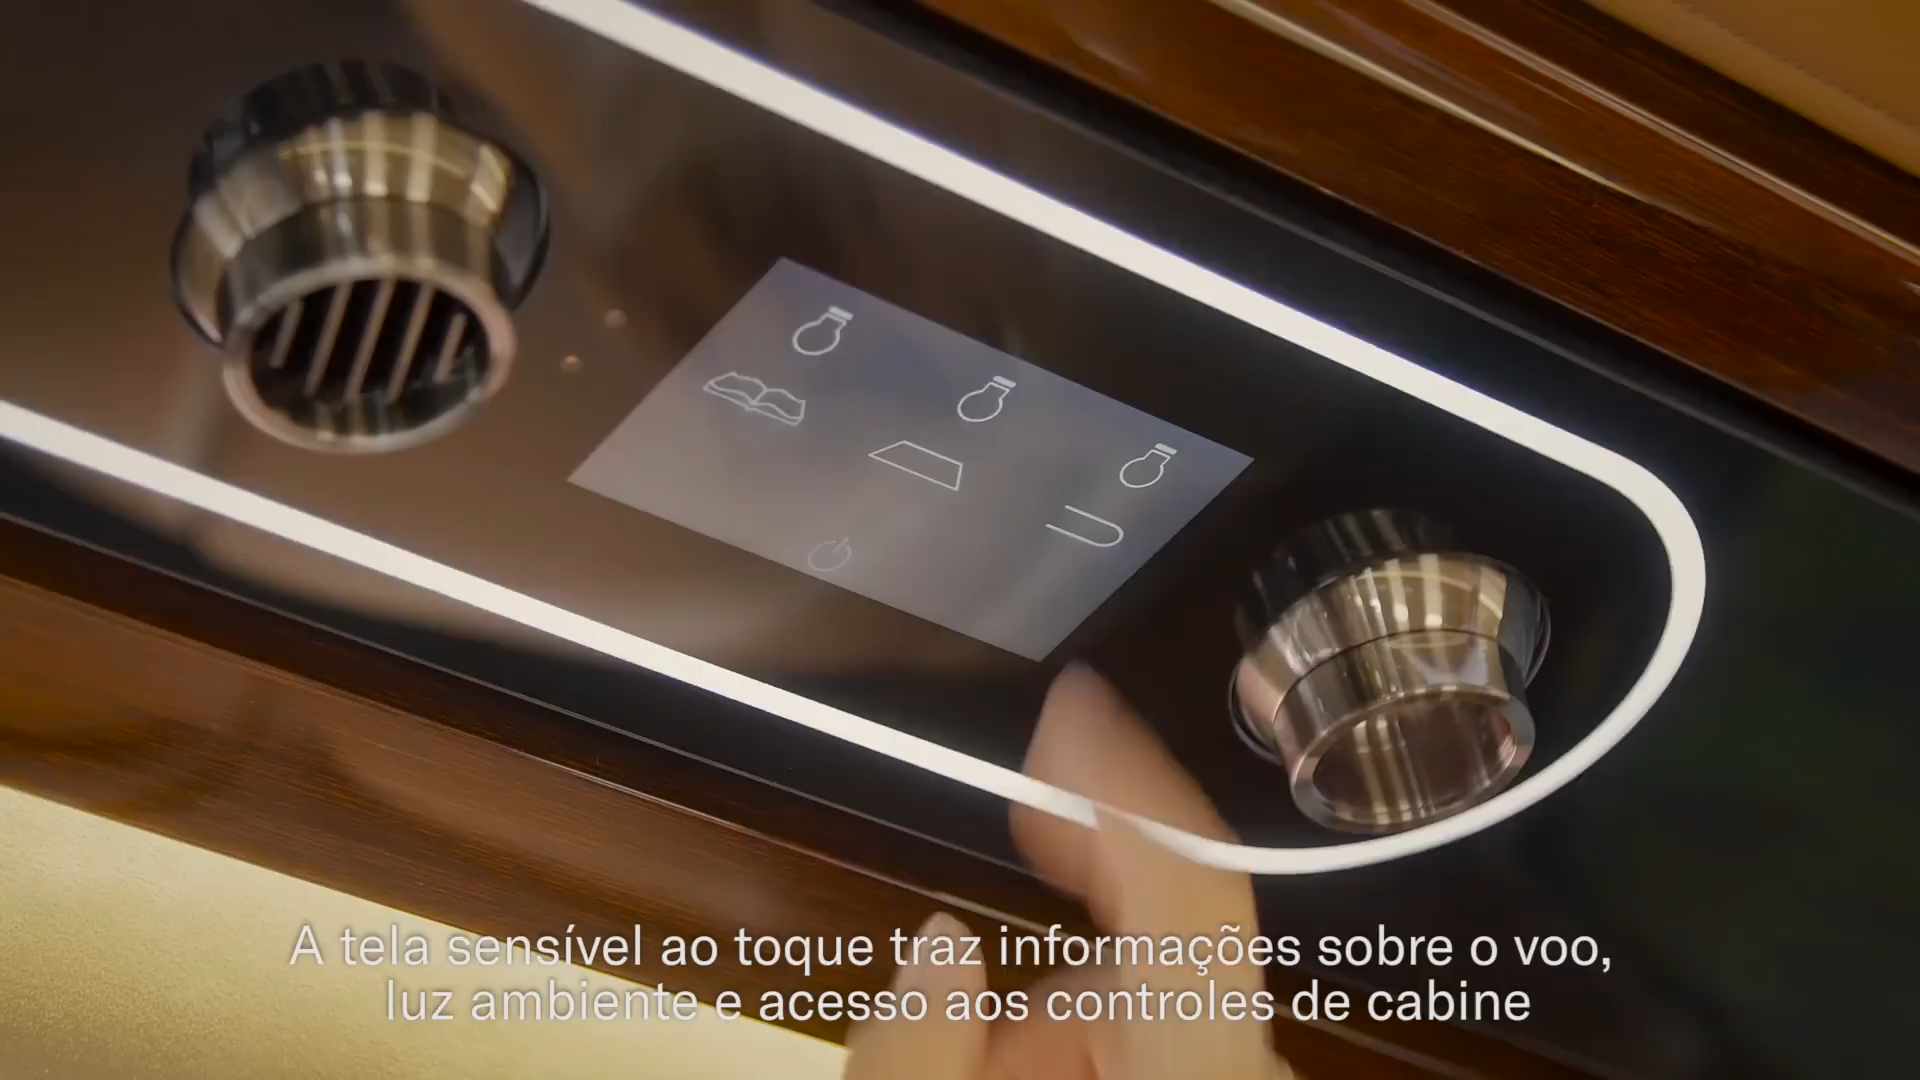 A tela sensível ao toque traz informações sobre o voo,
luz ambiente e acesso aos controles de cabine